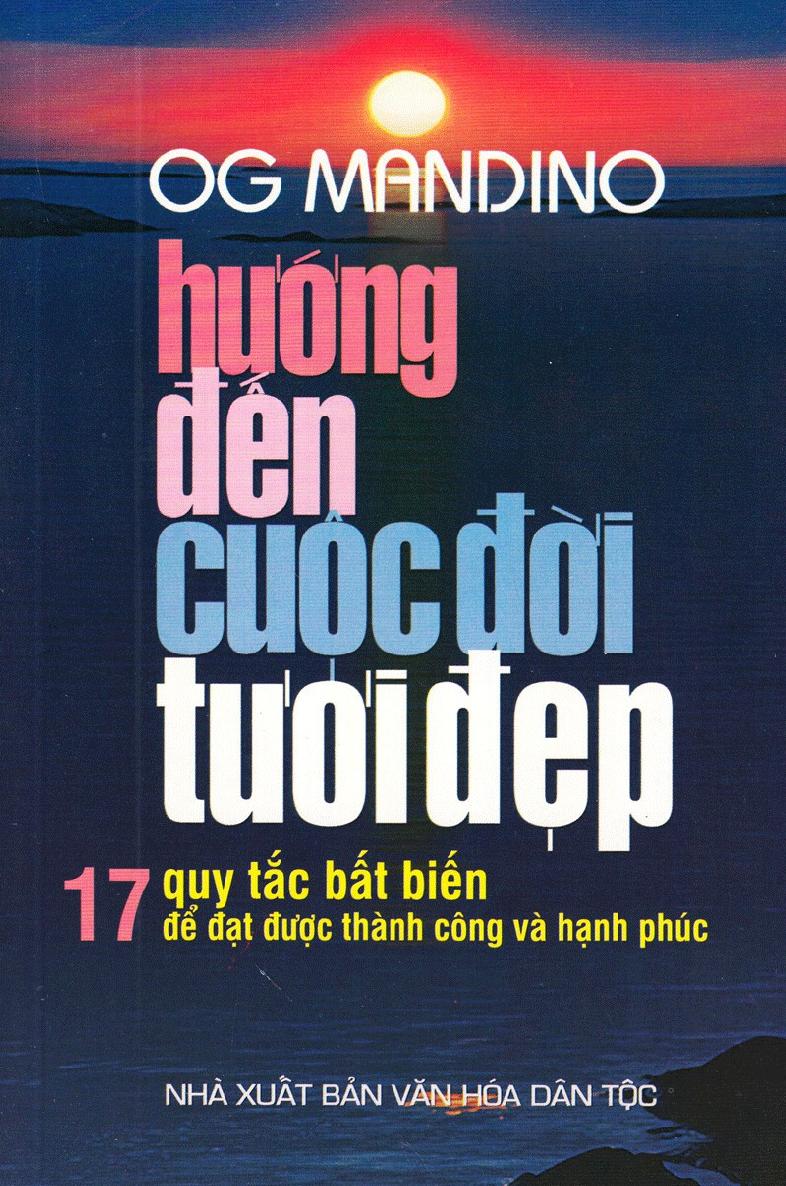 OG MANDINO
hướng
đến
cuộc đời
tươi đẹp
17 quy tắc bất biến
để đạt được thành công và hạnh phúc
NHÀ XUẤT BẢN VĂN HÓA DÂN TỘC